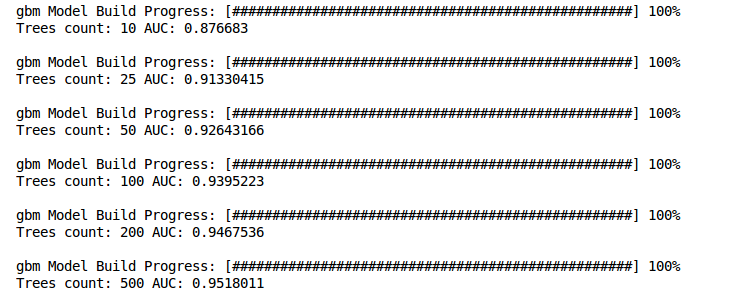 gbm Model Build Progress: [##################################################] 100%
Trees count: 10 AUC: 0.876683
gbm Model Build Progress: [##################################################] 100%
Trees count: 25 AUC: 0.91330415
gbm Model Build Progress: [##################################################] 100%
Trees count: 50 AUC: 0.92643166
gbm Model Build Progress: [##################################################] 100%
Trees count: 100 AUC: 0.9395223
gbm Model Build Progress: [##################################################] 100%
Trees count: 200 AUC: 0.9467536
gbm Model Build Progress: [##################################################] 100%
Trees count: 500 AUC: 0.9518011